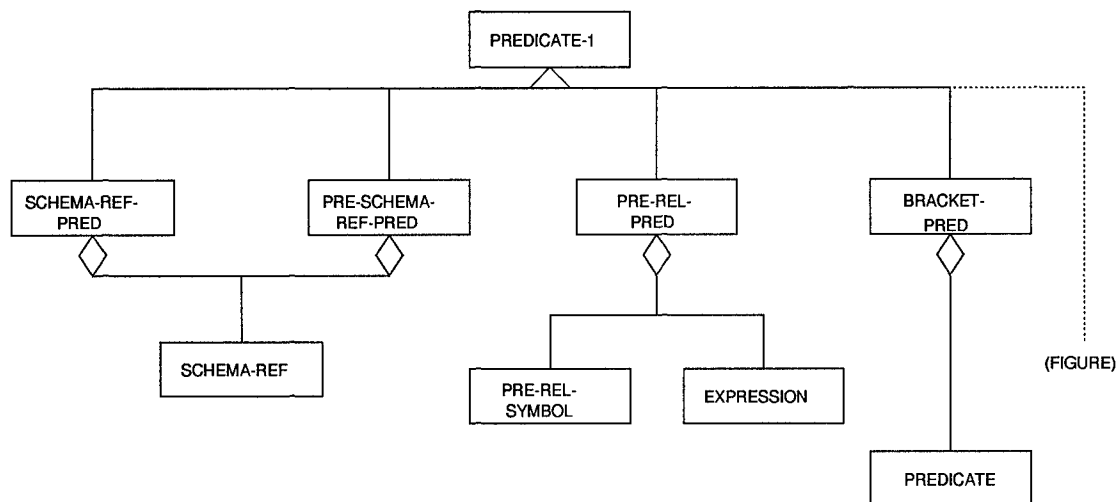 PREDICATE-1
SCHEMA-REF-
PRED
PRE-SCHEMA-
REF-PRED
PRE-REL-
PRED
BRACKET-
PRED
SCHEMA-REF
PRE-REL-
SYMBOL
EXPRESSION
(FIGURE)
PREDICATE